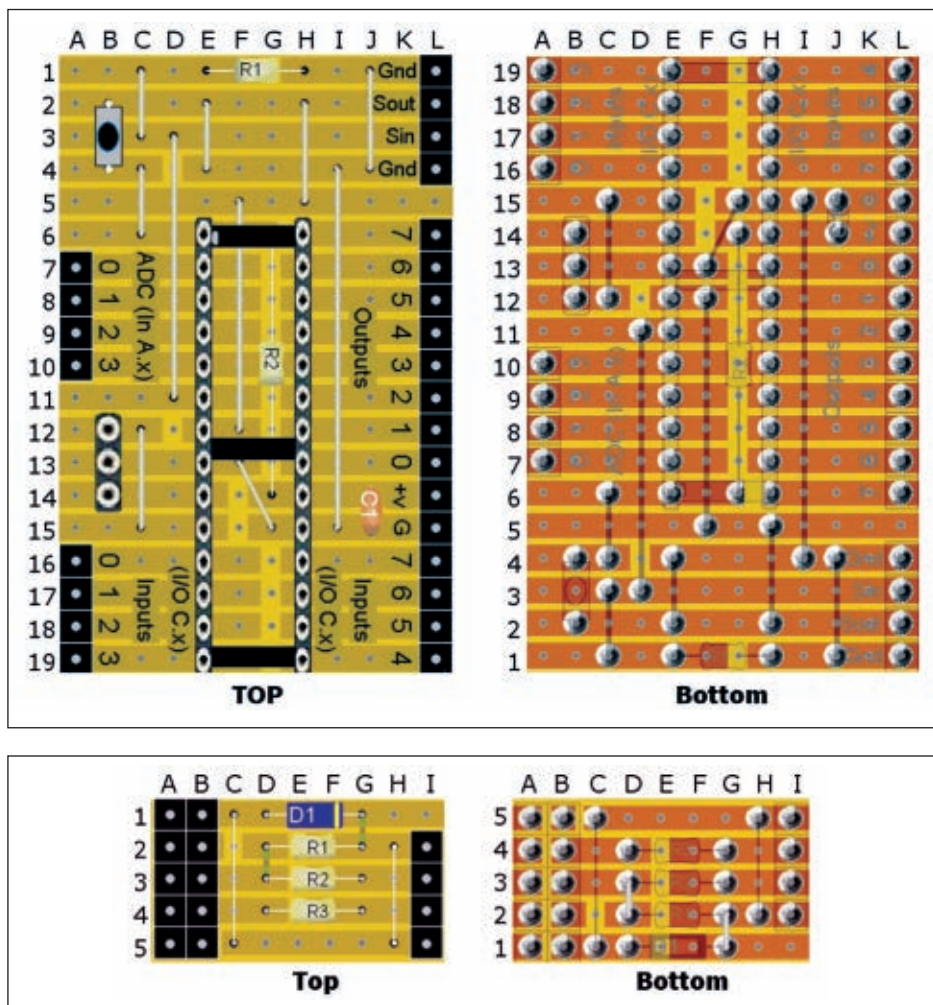 A B C D E F G H I J K L
A B C D E F G H I J K L
1 R1 Gnd
2 Sout
3 Sin
4 Gnd
5
6 7
7 0 6
8 1 5
9 2 4
10 3 R2 3
11 2
12 1
13 0
14 +v
15 C1 G
16 0 7
17 1 6
18 2 5
19 3 4
ADC (In A.x)
Outputs
Inputs
(I/O C.x)
(I/O C.x)
Inputs
TOP
19
18
17
16
15
14
13
12
11
10
9
8
7
6
5
4
3
2
1
Bottom
A B C D E F G H I
A B C D E F G H I
1 D1
2 R1
3 R2
4 R3
5
Top
5
4
3
2
1
Bottom